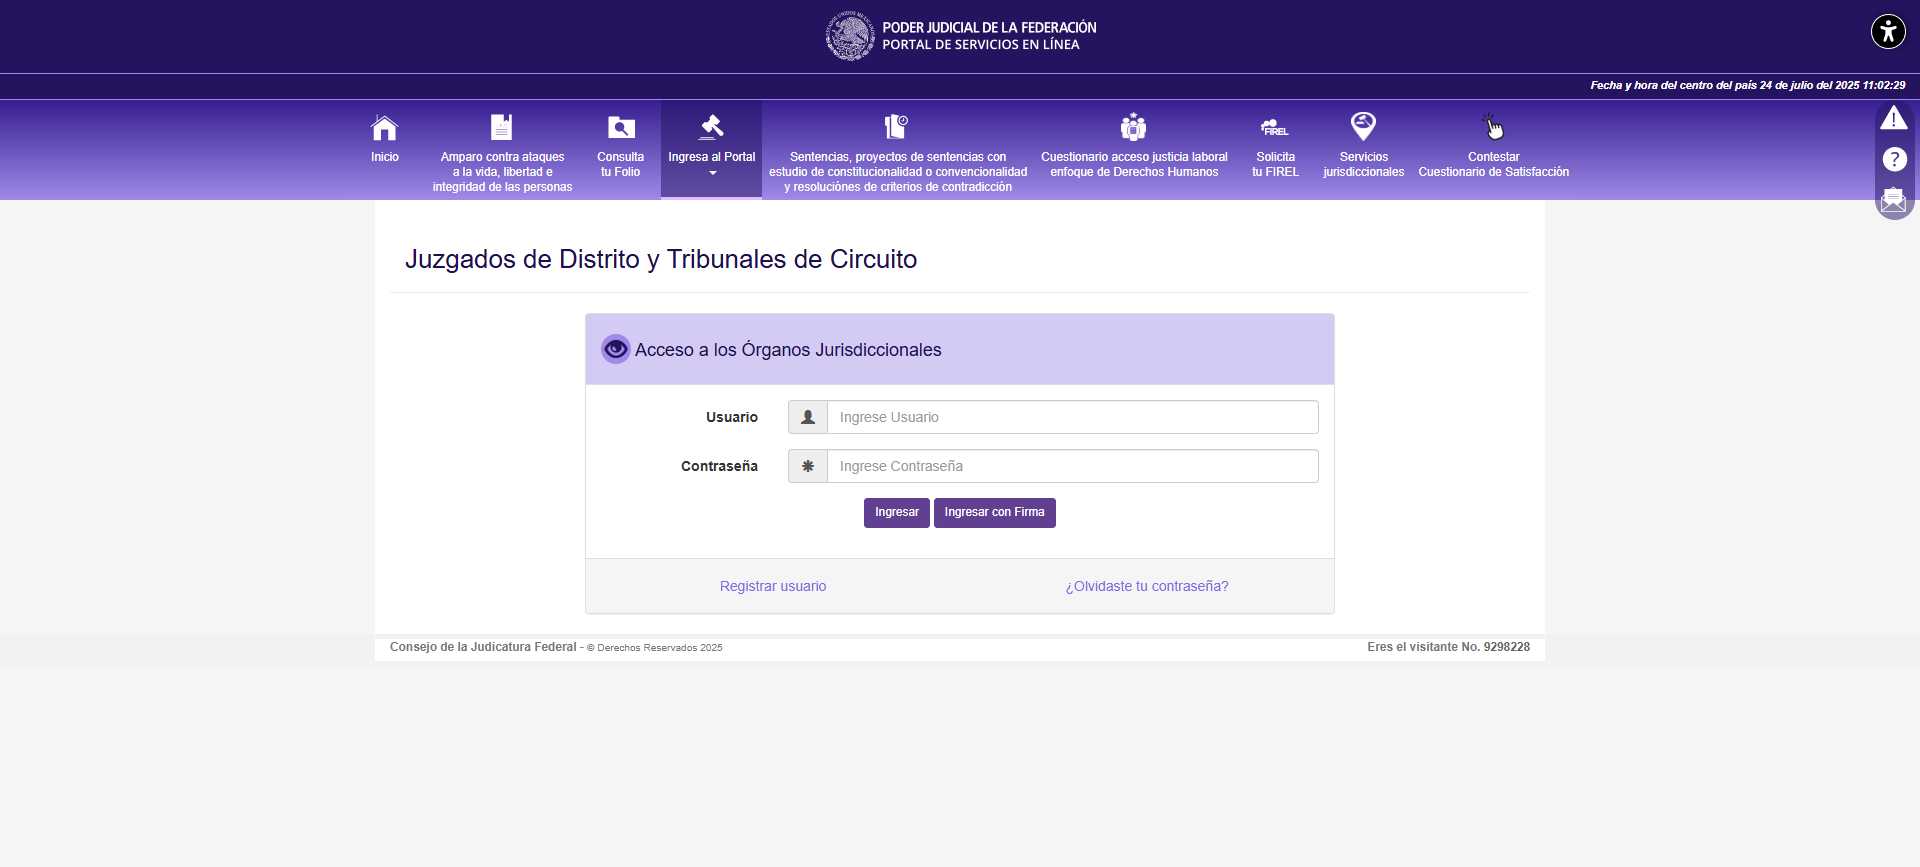 PODER JUDICIAL DE LA FEDERACIÓN
PORTAL DE SERVICIOS EN LÍNEA
Fecha y hora del centro del país 24 de julio del 2025 11:02:29
Inicio
Amparo contra ataques
a la vida, libertad e
integridad de las personas
Consulta
tu Folio
Ingresa al Portal
Sentencias, proyectos de sentencias con
estudio de constitucionalidad o convencionalidad
y resoluciónes de criterios de contradicción
Cuestionario acceso justicia laboral
enfoque de Derechos Humanos
FIREL
Solicita
tu FIREL
Servicios
jurisdiccionales
Contestar
Cuestionario de Satisfacción
Juzgados de Distrito y Tribunales de Circuito
Acceso a los Órganos Jurisdiccionales
Usuario
Ingrese Usuario
Contraseña
Ingrese Contraseña
Ingresar
Ingresar con Firma
Registrar usuario
¿Olvidaste tu contraseña?
Consejo de la Judicatura Federal - © Derechos Reservados 2025
Eres el visitante No. 9298228